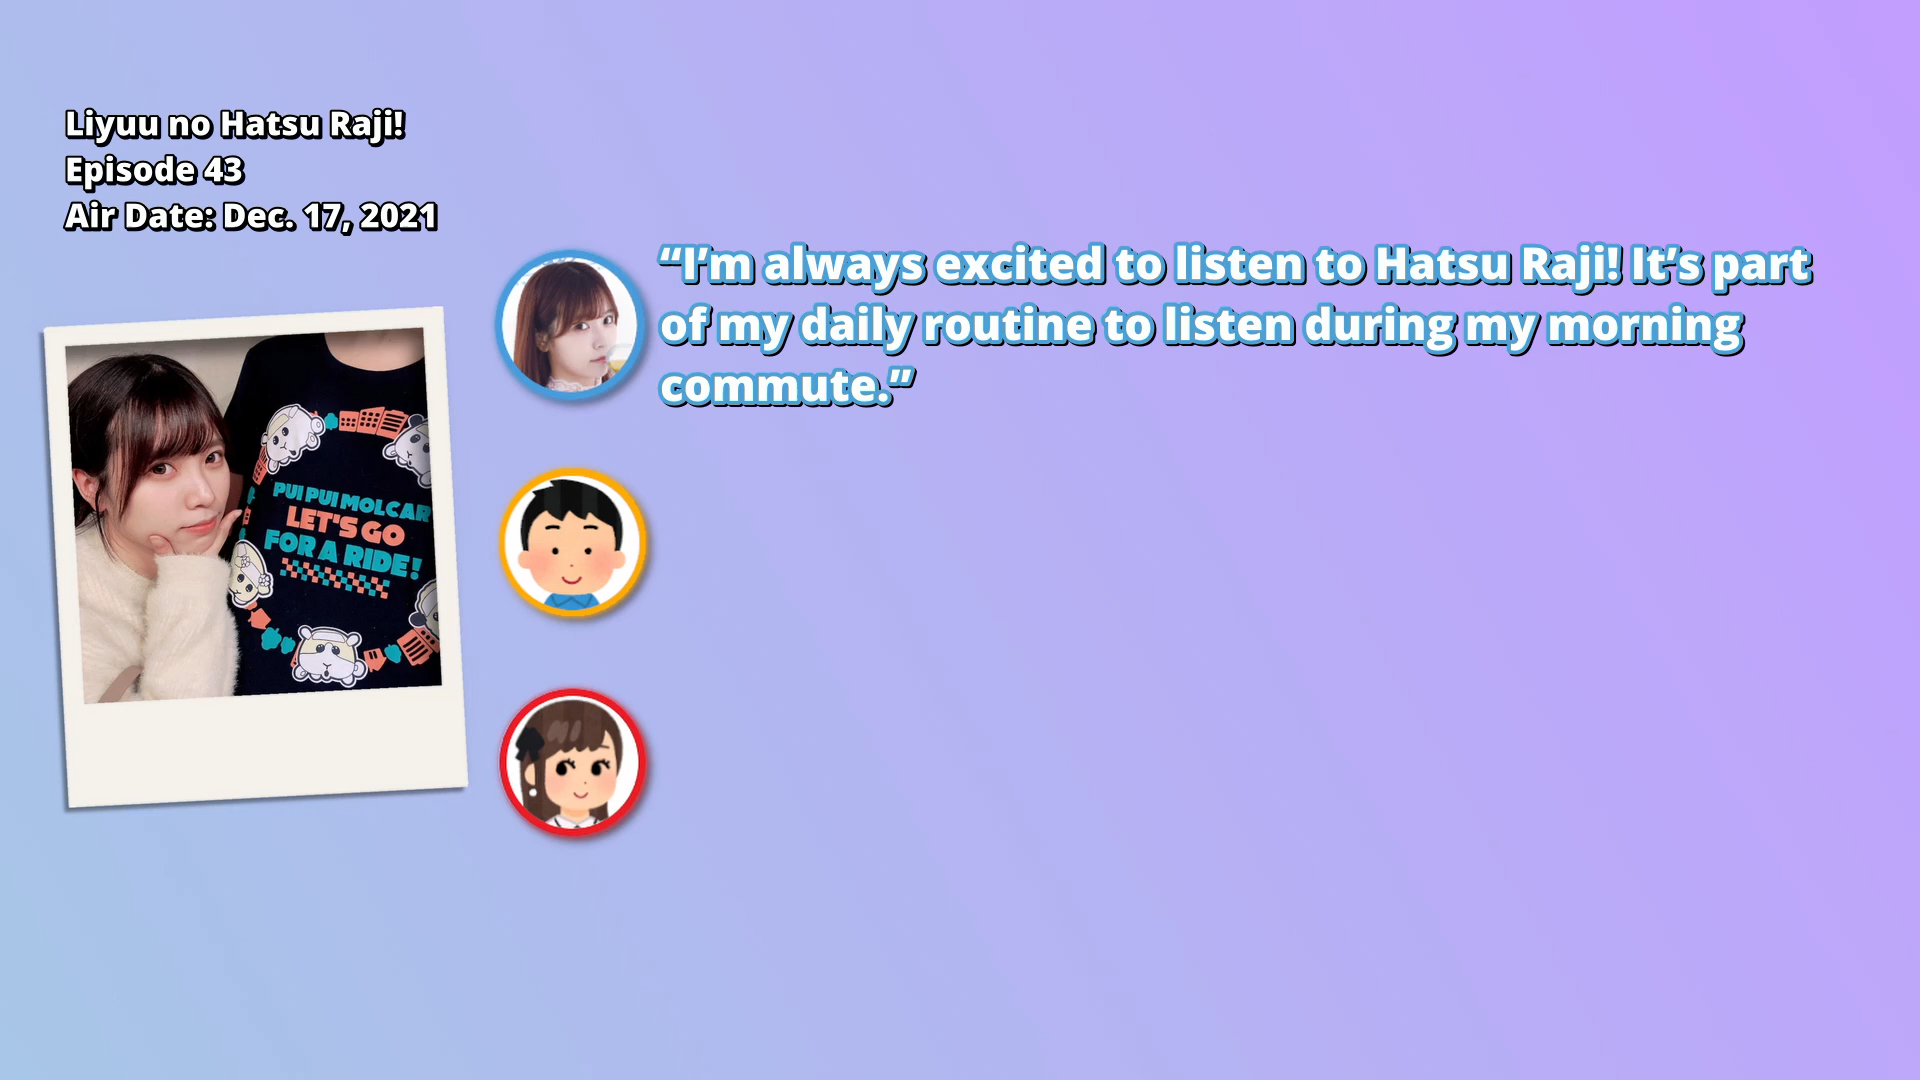 Liyuu no Hatsu Raji!
Episode 43
Air Date: Dec. 17, 2021
“I’m always excited to listen to Hatsu Raji! It’s part
of my daily routine to listen during my morning
commute.”
PUI PUI MOLCAR
LET'S GO
FOR A RIDE!